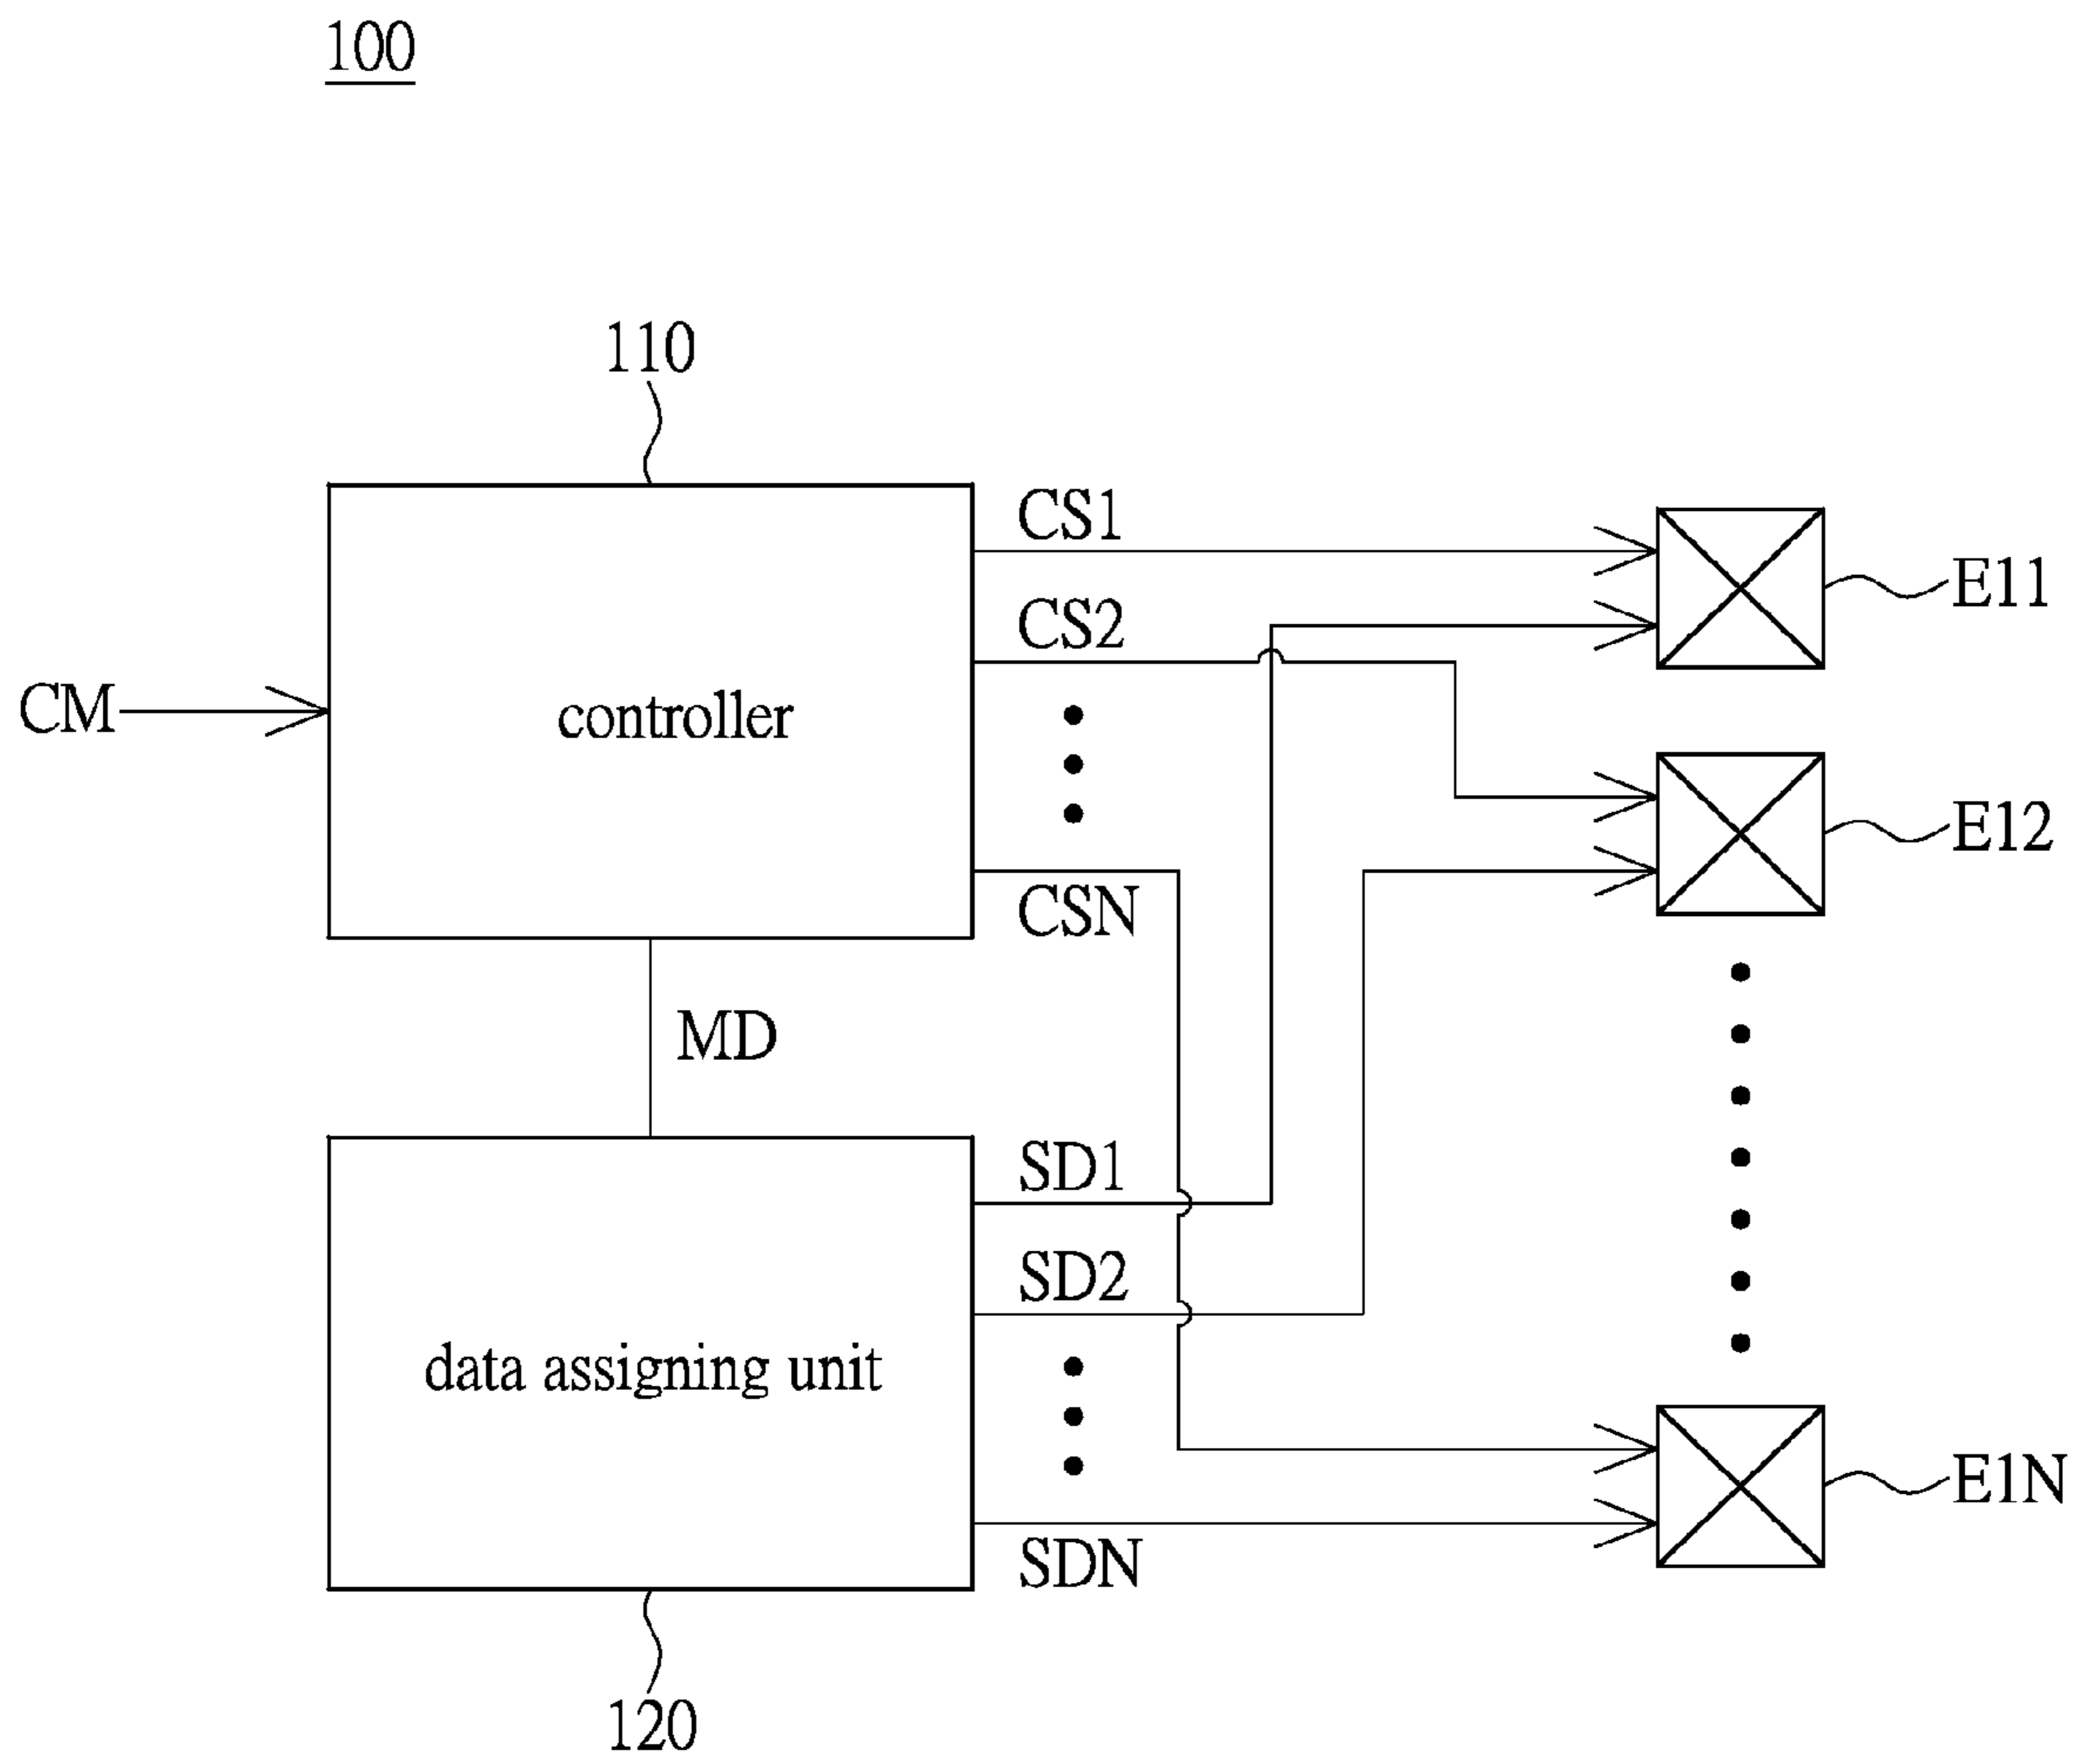 100
110
CS1
E11
CS2
CM
controller
E12
CSN
MD
SD1
SD2
data assigning unit
E1N
SDN
120